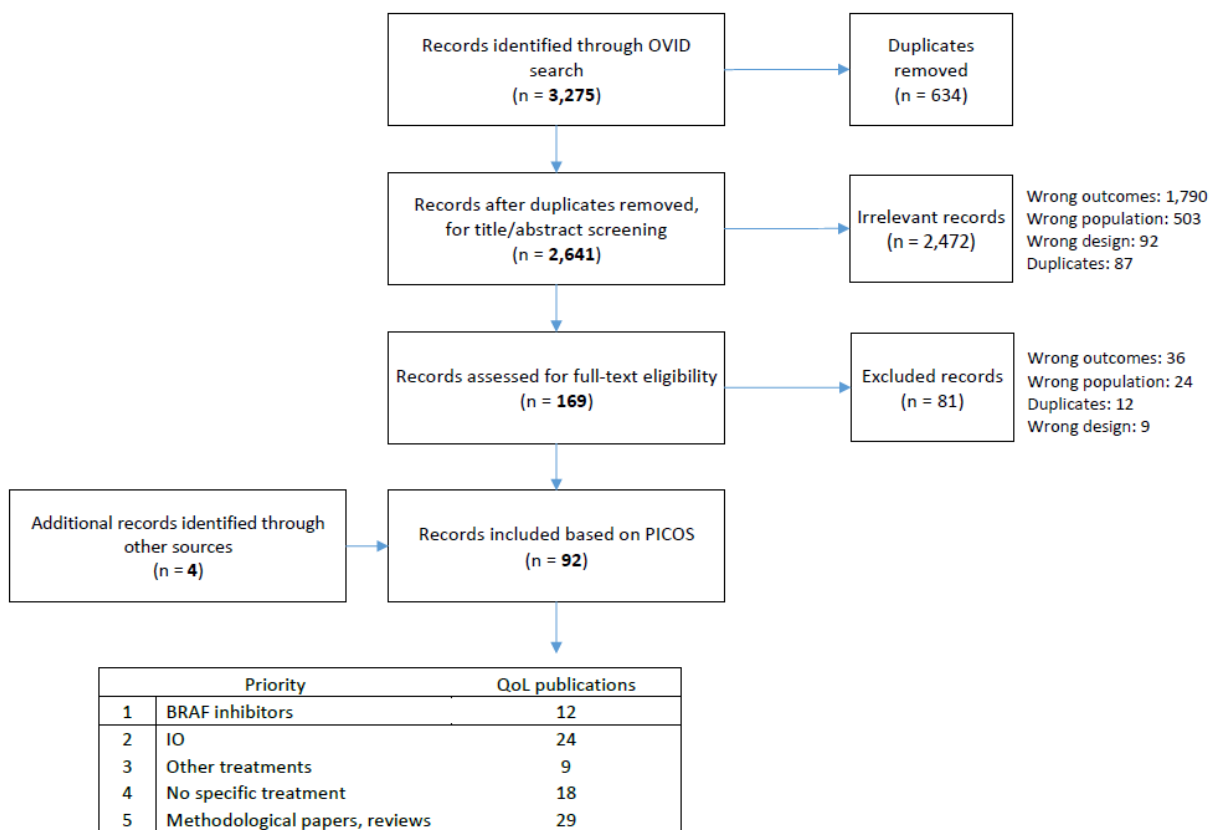 Records identified through OVID
search
(n = 3,275)
Duplicates
removed
(n = 634)
Records after duplicates removed,
for title/abstract screening
(n = 2,641)
Irrelevant records
(n = 2,472)
Wrong outcomes: 1,790
Wrong population: 503
Wrong design: 92
Duplicates: 87
Records assessed for full-text eligibility
(n = 169)
Excluded records
(n = 81)
Wrong outcomes: 36
Wrong population: 24
Duplicates: 12
Wrong design: 9
Additional records identified through
other sources
(n = 4)
Records included based on PICOS
(n = 92)
Priority QoL publications
1 BRAF inhibitors 12
2 IO 24
3 Other treatments 9
4 No specific treatment 18
5 Methodological papers, reviews 29